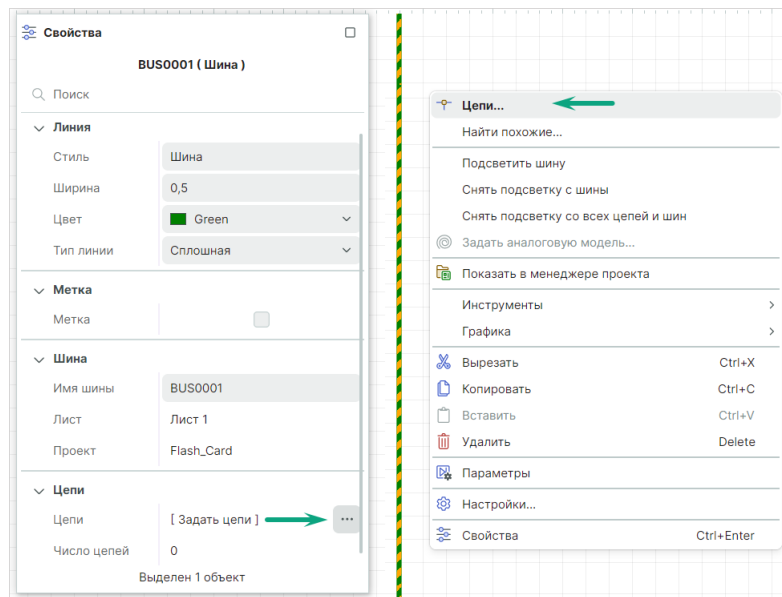 Свойства
BUS0001 ( Шина )
Поиск
Линия
Стиль Шина
Ширина 0,5
Цвет Green
Тип линии Сплошная
Метка
Метка
Шина
Имя шины BUS0001
Лист Лист 1
Проект Flash_Card
Цепи
Цепи [ Задать цепи ] ...
Число цепей 0
Выделен 1 объект
Цепи...
Найти похожие...
Подсветить шину
Снять подсветку с шины
Снять подсветку со всех цепей и шин
Задать аналоговую модель...
Показать в менеджере проекта
Инструменты
Графика
Вырезать Ctrl+X
Копировать Ctrl+C
Вставить Ctrl+V
Удалить Delete
Параметры
Настройки...
Свойства Ctrl+Enter